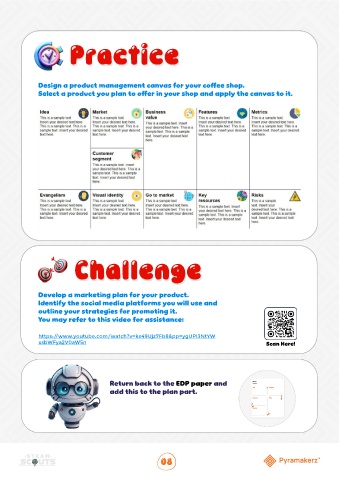 Practice
Design a product management canvas for your coffee shop.
Select a product you plan to offer in your shop and apply the canvas to it.
Idea
This is a sample text.
Insert your desired text here.
This is a sample text. This is a
sample text. Insert your desired
text here.
Market
This is a sample text.
Insert your desired text here.
This is a sample text. This is a
sample text. Insert your desired
text here.
Business
value
This is a sample text. Insert
your desired text here. This is a
sample text. This is a sample
text. Insert your desired text
here.
Features
This is a sample text.
Insert your desired text here.
This is a sample text. This is a
sample text. Insert your desired
text here.
Metrics
This is a sample text. Insert
your desired text here. This is a
sample text. This is a sample
text. Insert your desired text
here.
Customer
segment
This is a sample text. Insert
your desired text here. This is a
sample text. This is a sample
text. Insert your desired text
here.
Evangelism
This is a sample text.
Insert your desired text here.
This is a sample text. This is a
sample text. Insert your desired
text here.
Visual identity
This is a sample text.
Insert your desired text here.
This is a sample text. This is a
sample text. Insert your desired
text here.
Go to market
This is a sample text.
Insert your desired text here.
This is a sample text. This is a
sample text. Insert your desired
text here.
Key
resources
This is a sample text. Insert
your desired text here. This is a
sample text. This is a sample
text. Insert your desired text
here.
Risks
This is a sample
text. Insert your
desired text here. This is a
sample text. This is a sample
text. Insert your desired text
here.
Challenge
Develop a marketing plan for your product.
Identify the social media platforms you will use and
outline your strategies for promoting it.
You may refer to this video for assistance:
Scan Here!
Return back to the EDP paper and
add this to the plan part.
STEAM
SCOUTS
08
Pyramakerz